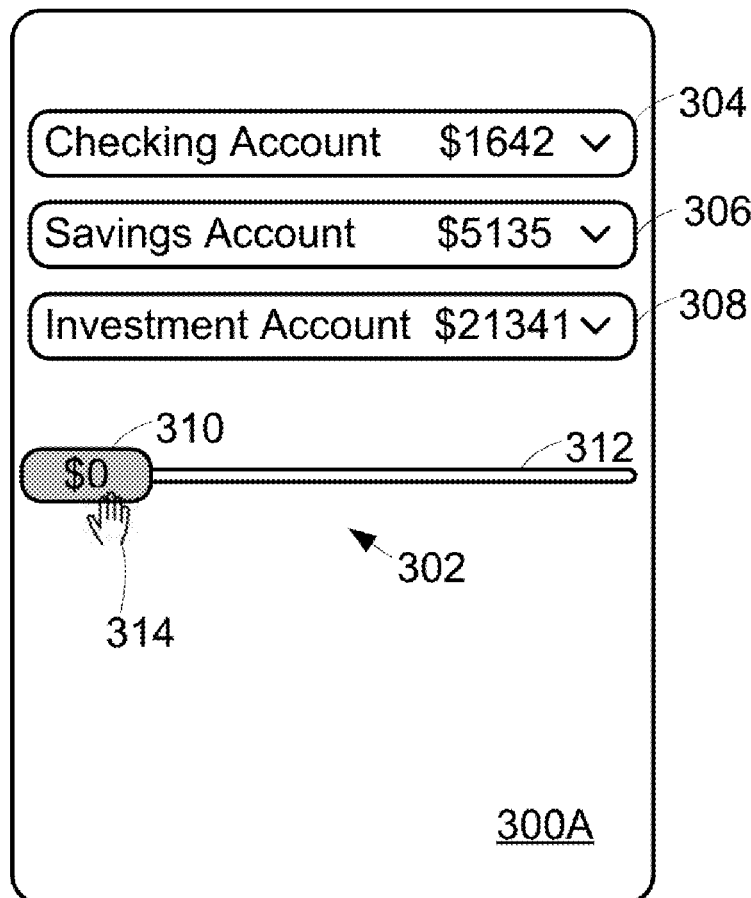 304
Checking Account $1642
306
Savings Account $5135
308
Investment Account $21341
310
312
$0
302
314
300A